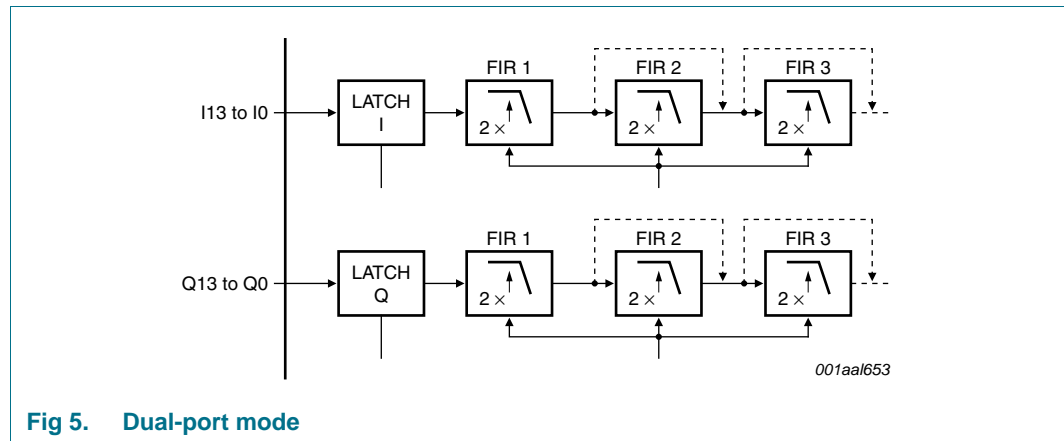 FIR 1 FIR 2 FIR 3
I13 to I0
LATCH
I
2 × 2 × 2 ×
FIR 1 FIR 2 FIR 3
Q13 to Q0
LATCH
Q
2 × 2 × 2 ×
001aal653
Fig 5. Dual-port mode